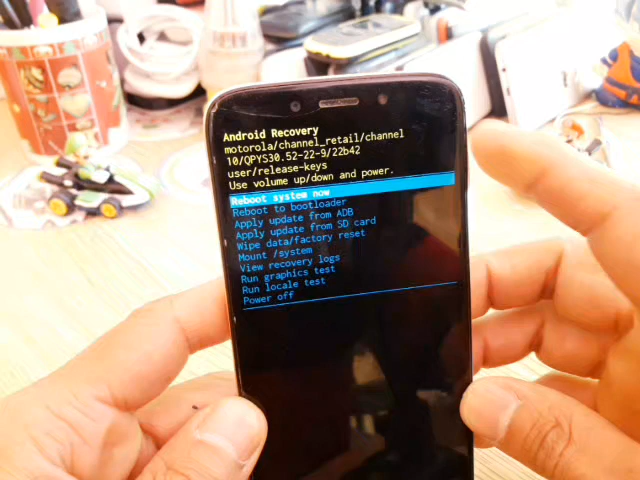 Android Recovery
motorola/channel_retail/channel
10/QPYS30.52-22-9/22b42
user/release-keys
Use volume up/down and power.
Reboot system now
Reboot to bootloader
Apply update from ADB
Apply update from SD card
Wipe data/factory reset
Mount /system
View recovery logs
Run graphics test
Run locale test
Power off